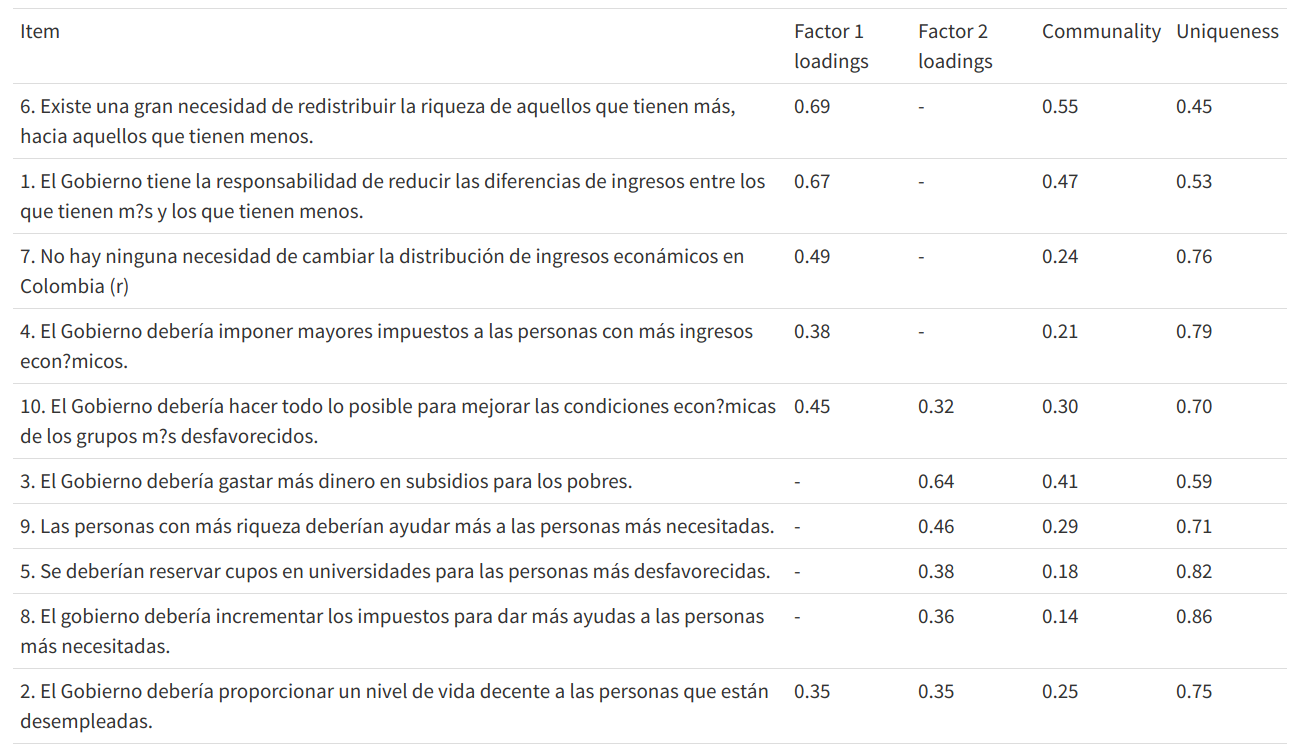 Item Factor 1 loadings Factor 2 loadings Communality Uniqueness
6. Existe una gran necesidad de redistribuir la riqueza de aquellos que tienen más, 0.69 - 0.55 0.45
hacia aquellos que tienen menos.
1. El Gobierno tiene la responsabilidad de reducir las diferencias de ingresos entre los 0.67 - 0.47 0.53
que tienen m?s y los que tienen menos.
7. No hay ninguna necesidad de cambiar la distribución de ingresos econámicos en 0.49 - 0.24 0.76
Colombia (r)
4. El Gobierno debería imponer mayores impuestos a las personas con más ingresos 0.38 - 0.21 0.79
econ?micos.
10. El Gobierno debería hacer todo lo posible para mejorar las condiciones econ?micas 0.45 0.32 0.30 0.70
de los grupos m?s desfavorecidos.
3. El Gobierno debería gastar más dinero en subsidios para los pobres. - 0.64 0.41 0.59
9. Las personas con más riqueza deberían ayudar más a las personas más necesitadas. - 0.46 0.29 0.71
5. Se deberían reservar cupos en universidades para las personas más desfavorecidas. - 0.38 0.18 0.82
8. El gobierno debería incrementar los impuestos para dar más ayudas a las personas - 0.36 0.14 0.86
más necesitadas.
2. El Gobierno debería proporcionar un nivel de vida decente a las personas que están 0.35 0.35 0.25 0.75
desempleadas.